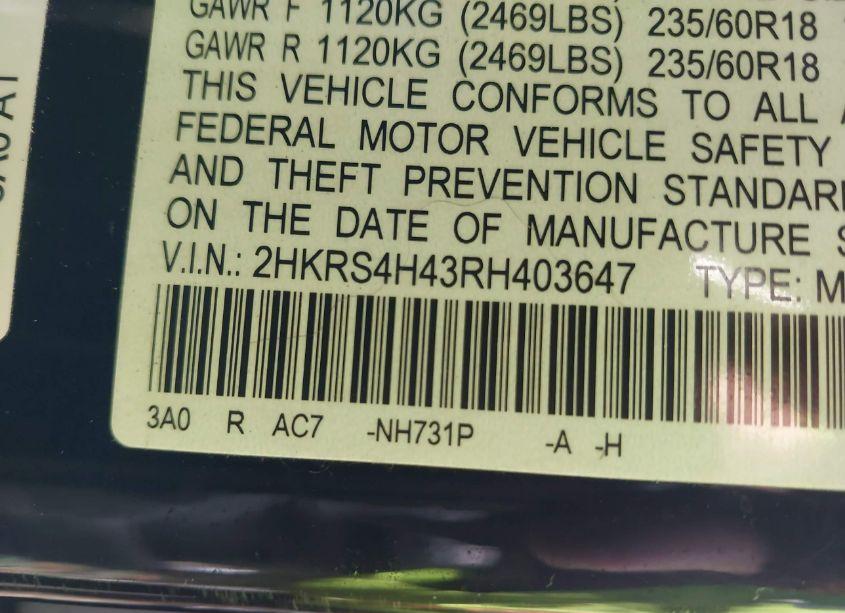 GAWR F 1120KG (2469LBS) 235/60R18
GAWR R 1120KG (2469LBS) 235/60R18
THIS VEHICLE CONFORMS TO ALL
FEDERAL MOTOR VEHICLE SAFETY
AND THEFT PREVENTION STANDAR
ON THE DATE OF MANUFACTURE S
V.I.N.: 2HKRS4H43RH403647 TYPE: M
3A0 R AC7 -NH731P -A -H